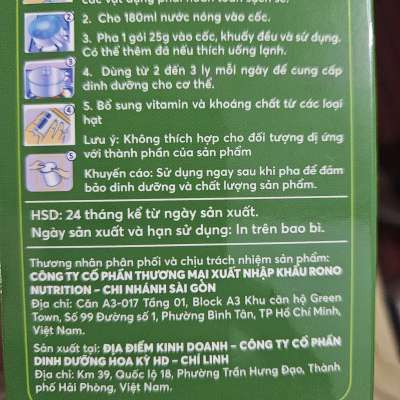 2. Cho 180ml nước nóng vào cốc.
3. Pha 1 gói 25g vào cốc, khuấy đều và sử dụng.
Có thể thêm đá nếu thích uống lạnh.
4. Dùng từ 2 đến 3 ly mỗi ngày để cung cấp
dinh dưỡng cho cơ thể.
5. Bổ sung vitamin và khoáng chất từ các loại
hạt
Lưu ý: Không thích hợp cho đối tượng dị ứng
với thành phần của sản phẩm
Khuyến cáo: Sử dụng ngay sau khi pha để đảm
bảo dinh dưỡng và chất lượng sản phẩm.
HSD: 24 tháng kể từ ngày sản xuất.
Ngày sản xuất và hạn sử dụng: In trên bao bì.
Thương nhân phân phối và chịu trách nhiệm sản phẩm:
CÔNG TY CỔ PHẦN THƯƠNG MẠI XUẤT NHẬP KHẨU RONO
NUTRITION – CHI NHÁNH SÀI GÒN
Địa chỉ: Căn A3-017 Tầng 01, Block A3 Khu căn hộ Green
Town, Số 99 Đường số 1, Phường Bình Tân, TP Hồ Chí Minh,
Việt Nam.
Sản xuất tại: ĐỊA ĐIỂM KINH DOANH – CÔNG TY CỔ PHẦN
DINH DƯỠNG HOA KỲ HD – CHÍ LINH
Địa chỉ: Km 39, Quốc lộ 18, Phường Trần Hưng Đạo, Thành
phố Hải Phòng, Việt Nam.